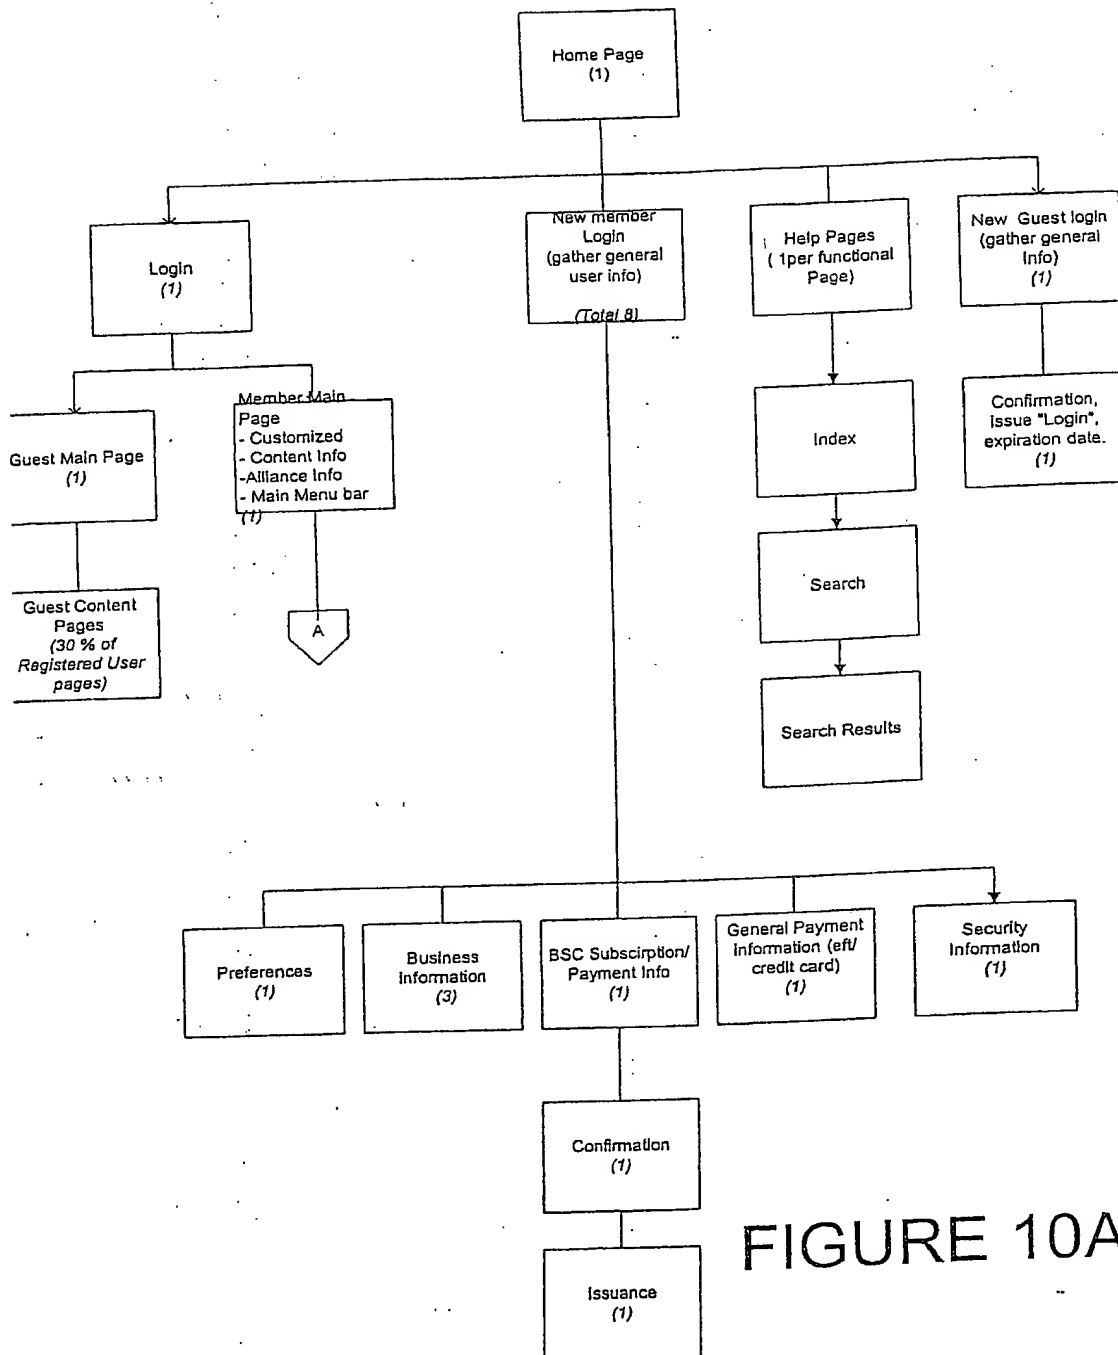 Home Page
(1)
Login
(1)
New member
Login
(gather general
user info)
(Total 8)
Help Pages
( 1per functional
Page)
New Guest login
(gather general
Info)
(1)
Guest Main Page
(1)
Member Main
Page
- Customized
- Content Info
-Alliance Info
- Main Menu bar
(1)
Index
Confirmation,
issue "Login",
expiration date.
(1)
Guest Content
Pages
(30 % of
Registered User
pages)
A
Search
Search Results
Preferences
(1)
Business
Information
(3)
BSC Subscirption/
Payment Info
(1)
General Payment
Information (eft/
credit card)
(1)
Security
Information
(1)
Confirmation
(1)
Issuance
(1)
FIGURE 10A